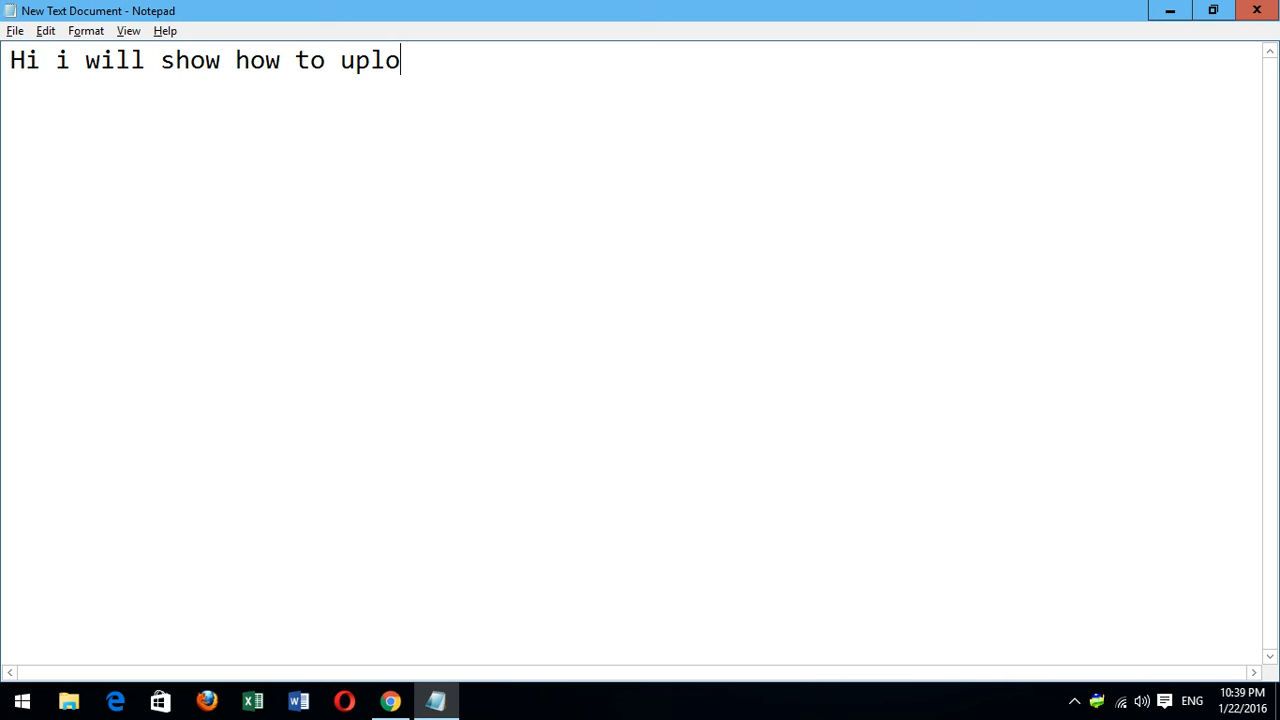 New Text Document - Notepad
File Edit Format View Help
Hi i will show how to uplo
ENG
10:39 PM
1/22/2016